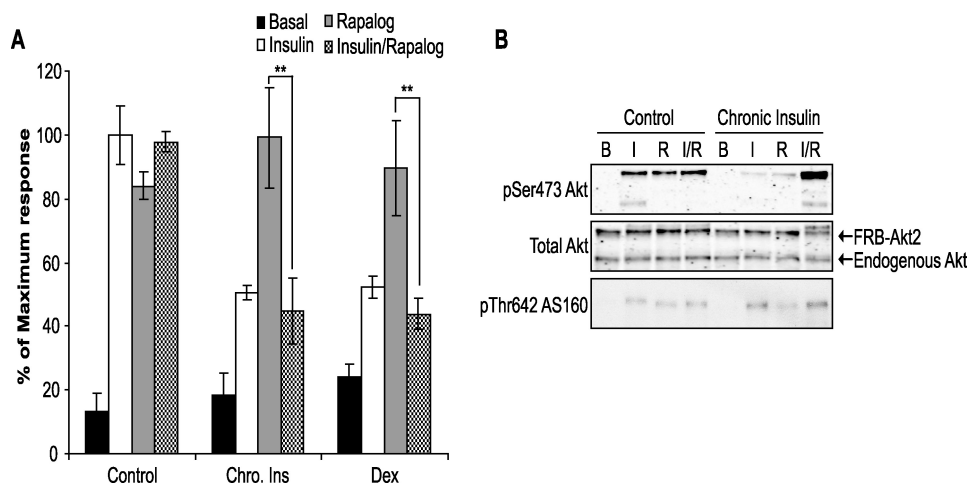 A
Basal
Rapalog
Insulin
Insulin/Rapalog
% of Maximum response
120
100
80
60
40
20
0
**
**
Control
Chro. Ins
Dex
B
Control
Chronic Insulin
B I R I/R B I R I/R
pSer473 Akt
Total Akt
FRB-Akt2
Endogenous Akt
pThr642 AS160